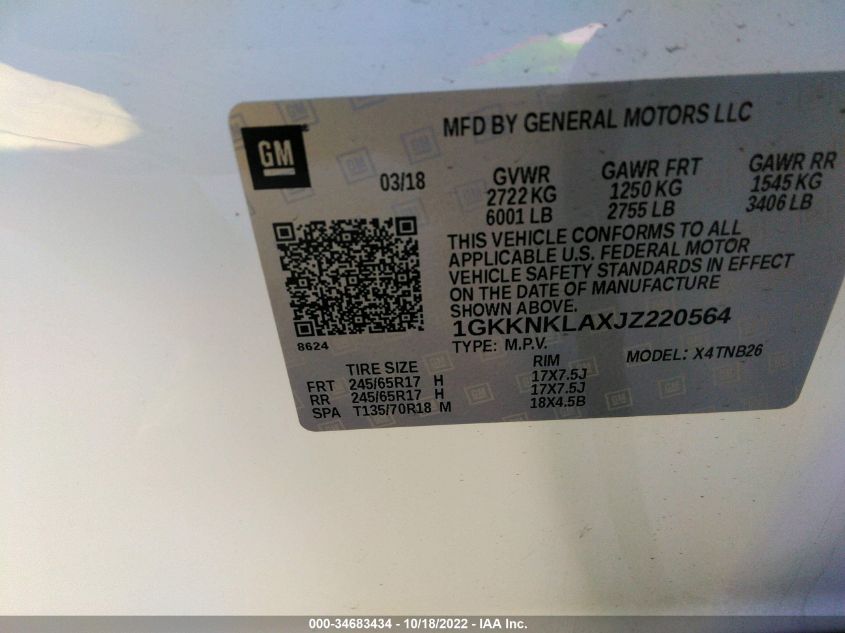 GM
MFD BY GENERAL MOTORS LLC
03/18
GVWR
2722 KG
6001 LB
GAWR FRT
1250 KG
2755 LB
GAWR RR
1545 KG
3406 LB
THIS VEHICLE CONFORMS TO ALL
APPLICABLE U.S. FEDERAL MOTOR
VEHICLE SAFETY STANDARDS IN EFFECT
ON THE DATE OF MANUFACTURE
SHOWN ABOVE.
8624
1GKKNKLAXJZ220564
TYPE: M.P.V.
MODEL: X4TNB26
TIRE SIZE
RIM
FRT 245/65R17 H 17X7.5J
RR 245/65R17 H 17X7.5J
SPA T135/70R18 M 18X4.5B
000-34683434 - 10/18/2022 - IAA Inc.